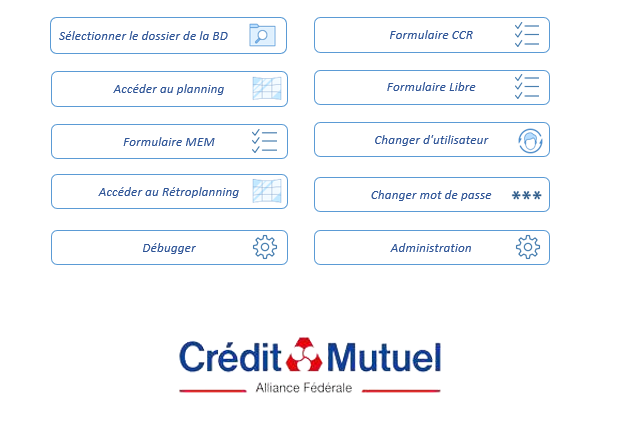 Sélectionner le dossier de la BD
Formulaire CCR
Accéder au planning
Formulaire Libre
Formulaire MEM
Changer d'utilisateur
Accéder au Rétroplanning
Changer mot de passe ***
Débugger
Administration
Crédit Mutuel
Alliance Fédérale